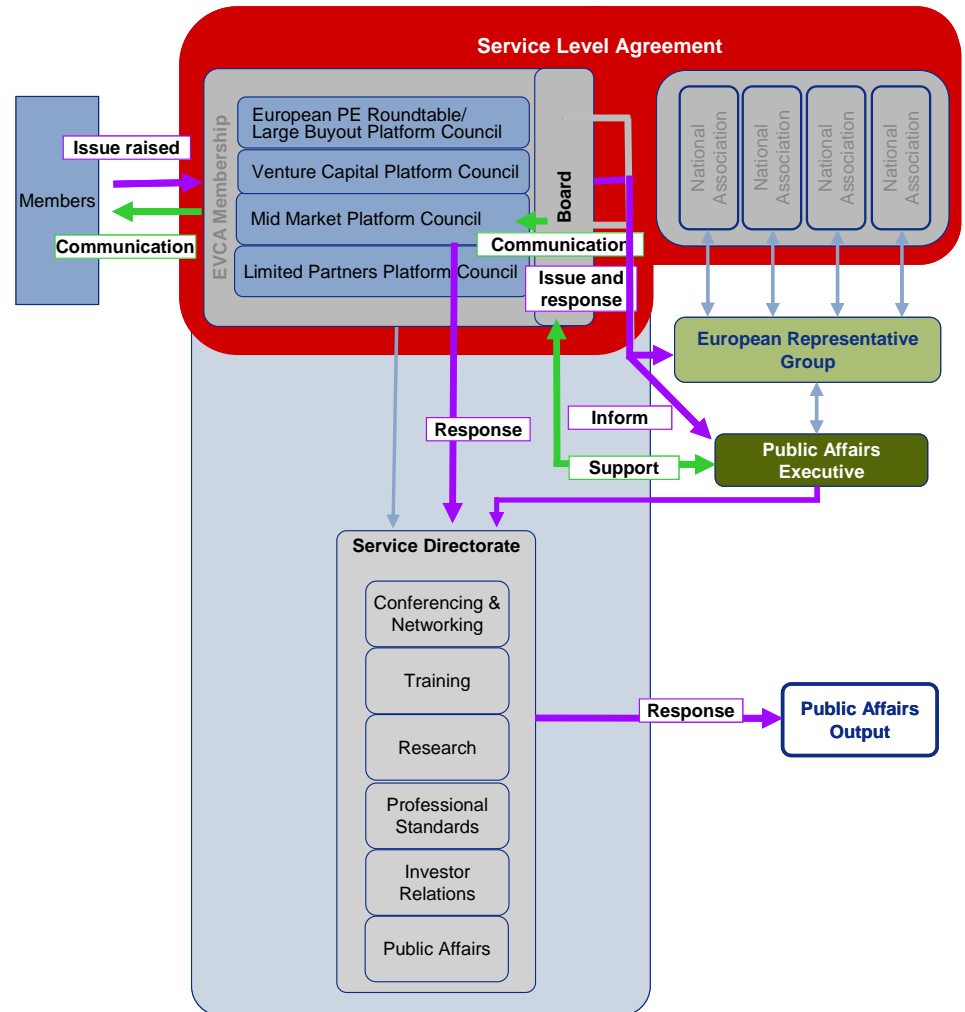 Service Level Agreement
Members
Issue raised
Communication
EVCA Membership
European PE Roundtable/
Large Buyout Platform Council
Venture Capital Platform Council
Mid Market Platform Council
Limited Partners Platform Council
Board
Communication
Issue and
response
National
Association
National
Association
National
Association
National
Association
European Representative
Group
Inform
Response
Support
Public Affairs
Executive
Service Directorate
Conferencing &
Networking
Training
Research
Professional
Standards
Investor
Relations
Public Affairs
Response
Public Affairs
Output